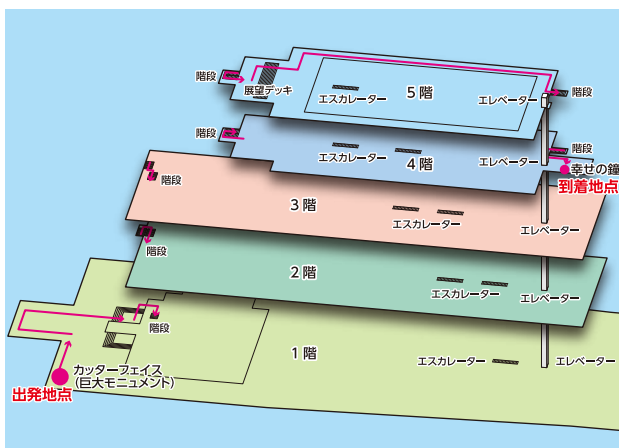 階段
展望デッキ
エスカレーター
5階
エレベーター
階段
階段
エスカレーター
4階
エレベーター
階段
幸せの鐘
到着地点
階段
3階
エスカレーター
エレベーター
階段
2階
エスカレーター
エレベーター
階段
1階
エスカレーター
エレベーター
カッターフェイス
(巨大モニュメント)
出発地点